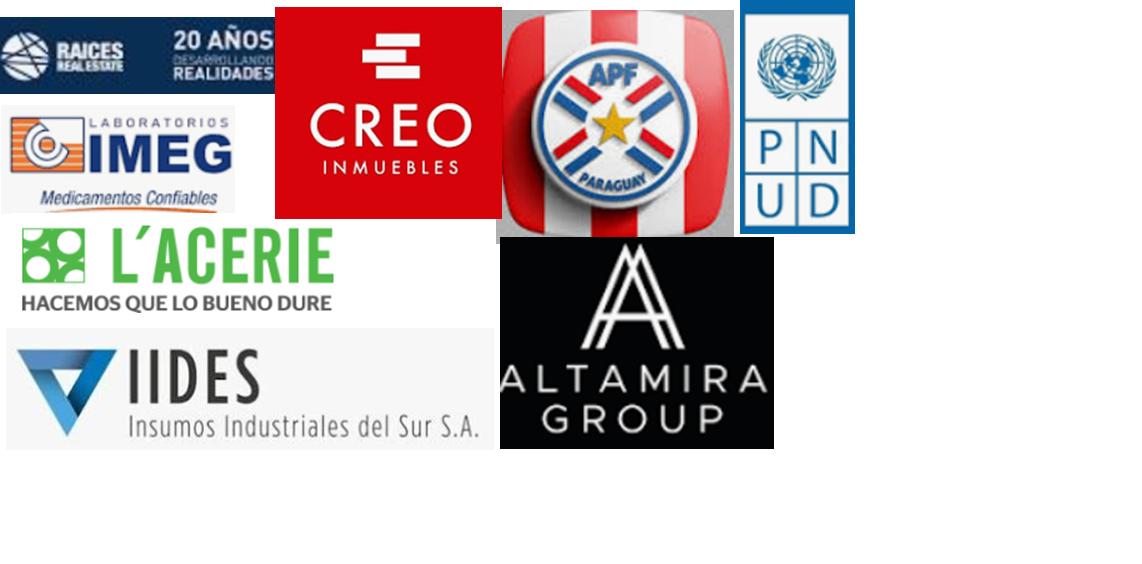 RAICES
REAL ESTATE
20 AÑOS
DESARROLLANDO
REALIDADES
CREO
INMUEBLES
APF
PARAGUAY
P N
U D
LABORATORIOS
IMEG
Medicamentos Confiables
L´ACERIE
HACEMOS QUE LO BUENO DURE
IIDES
Insumos Industriales del Sur S.A.
ALTAMIRA
GROUP